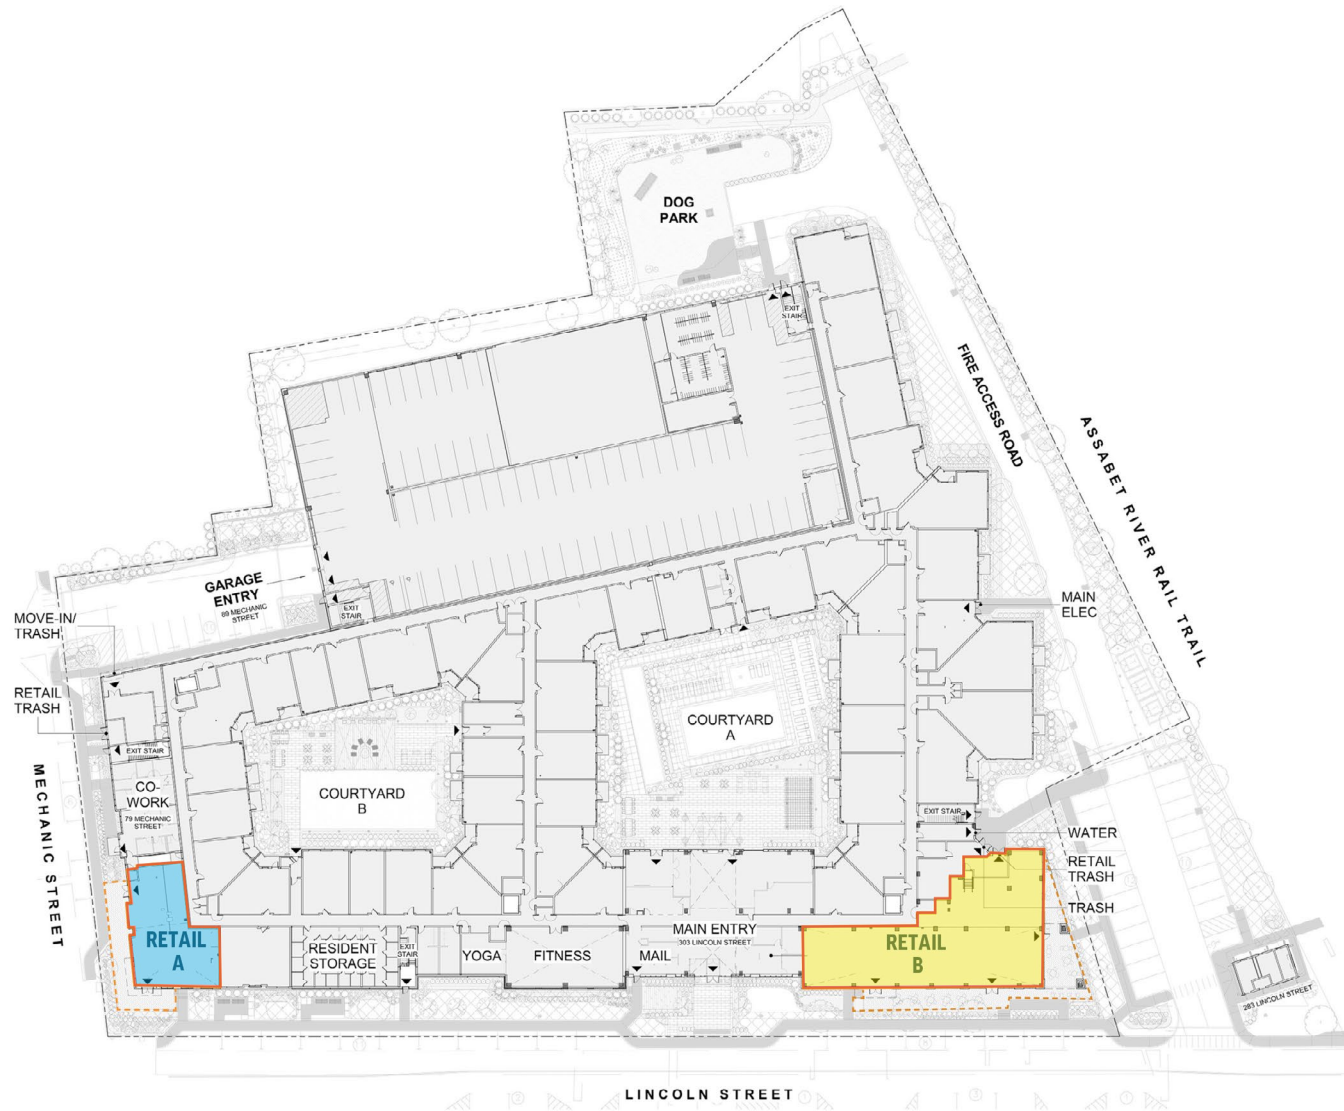 DOG
PARK
EXIT
STAIR
FIRE ACCESS ROAD
ASSABET RIVER RAIL TRAIL
GARAGE
ENTRY
89 MECHANIC
STREET
EXIT
STAIR
MOVE-IN/
TRASH
MAIN
ELEC
RETAIL
TRASH
EXIT STAIR
COURTYARD
A
CO-
WORK
79 MECHANIC
STREET
COURTYARD
B
MECHANIC STREET
EXIT STAIR
WATER
RETAIL
TRASH
TRASH
RETAIL
A
RESIDENT
STORAGE
EXIT
STAIR
YOGA
FITNESS
MAIL
MAIN ENTRY
303 LINCOLN STREET
RETAIL
B
283 LINCOLN STREET
LINCOLN STREET